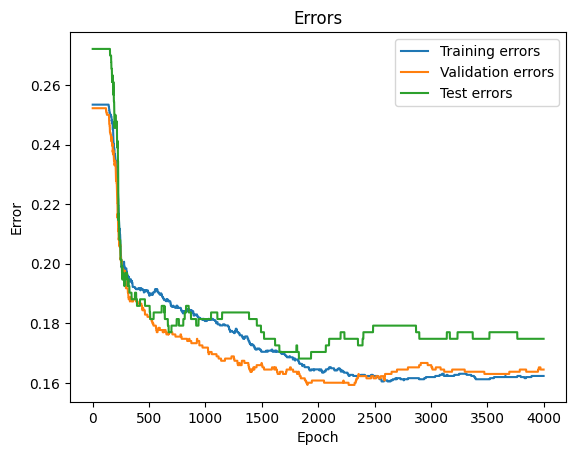 Errors
Training errors
Validation errors
Test errors
0.26
0.24
0.22
0.20
0.18
0.16
Error
0 500 1000 1500 2000 2500 3000 3500 4000
Epoch